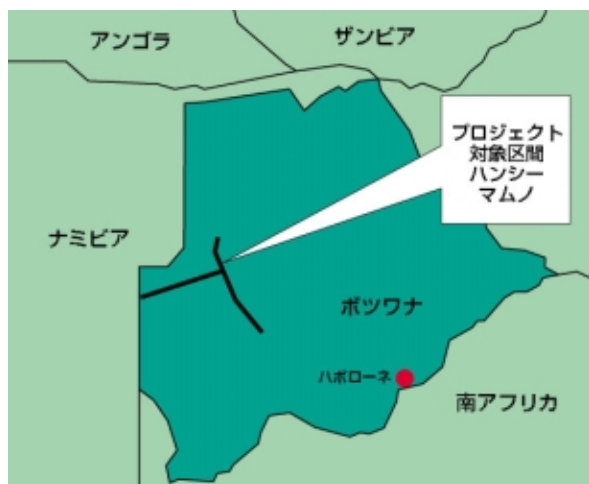 アンゴラ
ザンビア
プロジェクト
対象区間
ハンシー
マムノ
ナミビア
ボツワナ
ハボローネ
南アフリカ